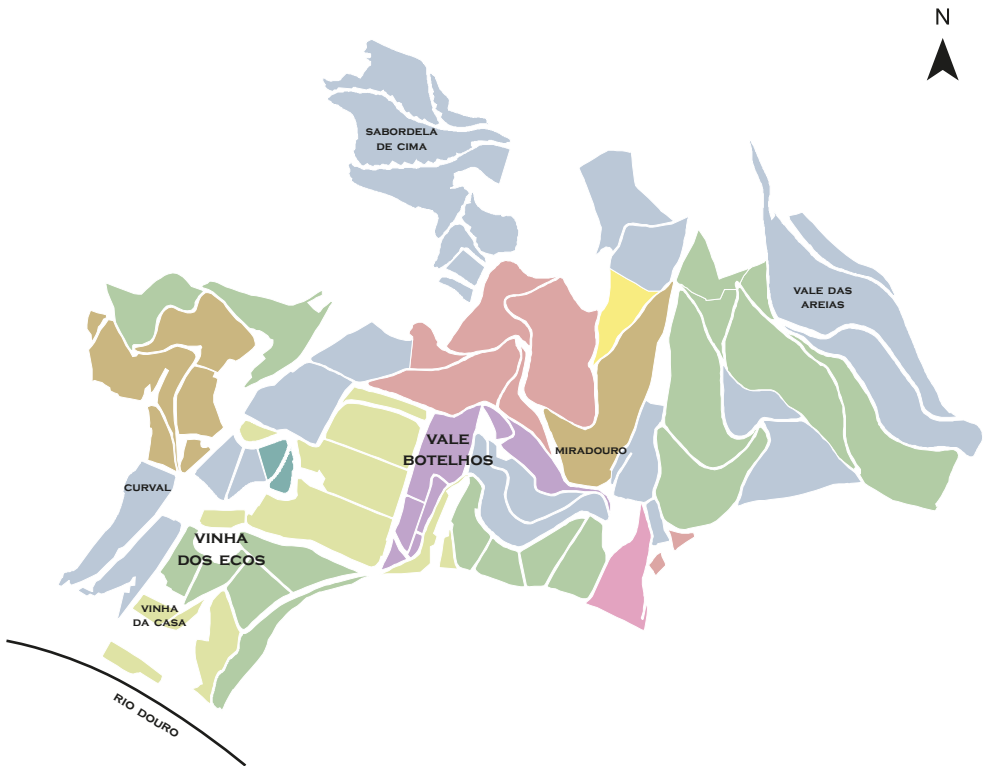 N
SABORDELA
DE CIMA
VALE DAS
AREIAS
VALE
BOTELHOS
MIRADOURO
CURVAL
VINHA
DOS ECOS
VINHA
DA CASA
RIO DOURO